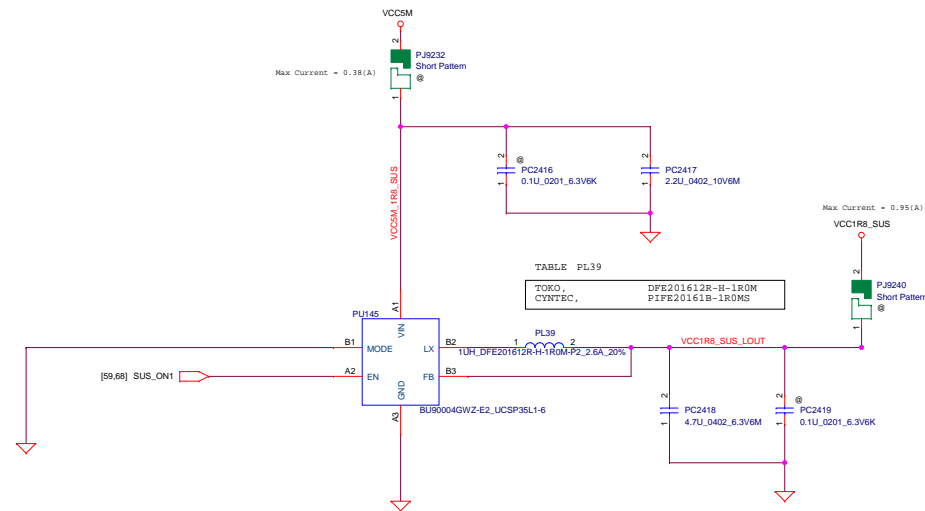 VCC5M
2
PJ9232
Short Pattern
@
Max Current = 0.38(A)
1
2
@
PC2416
0.1U_0201_6.3V6K
1
2
PC2417
2.2U_0402_10V6M
1
VCC5M_1R8_SUS
Max Current = 0.95(A)
VCC1R8_SUS
2
PJ9240
Short Pattern
@
1
TABLE PL39
TOKO, DFE201612R-H-1R0M
CYNTEC, PIFE20161B-1R0MS
PU145
A1
VIN
B1 MODE
LX B2
1 PL39 2
1UH_DFE201612R-H-1R0M-P2_2.6A_20%
VCC1R8_SUS_LOUT
[59,68] SUS_ON1
A2 EN
FB B3
GND
A3
BU90004GWZ-E2_UCSP35L1-6
2
PC2418
4.7U_0402_6.3V6M
1
2
@
PC2419
0.1U_0201_6.3V6K
1